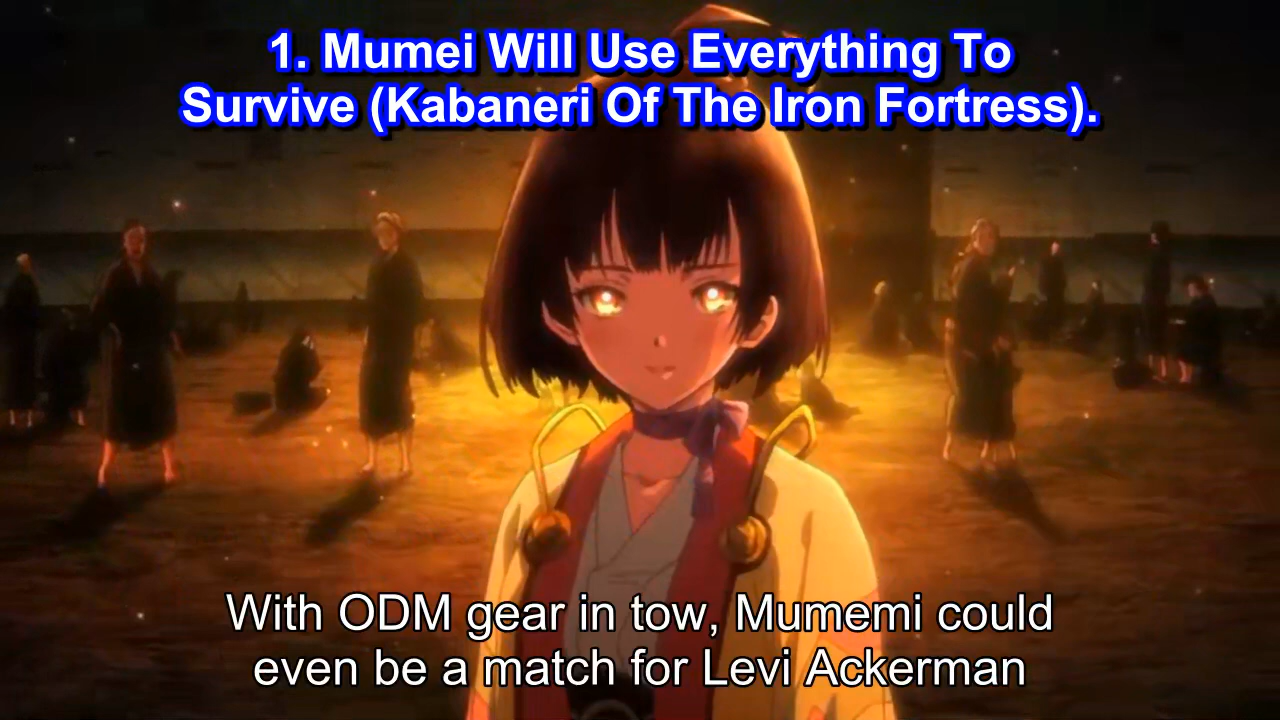 1. Mumei Will Use Everything To
Survive (Kabaneri Of The Iron Fortress).
With ODM gear in tow, Mumemi could
even be a match for Levi Ackerman